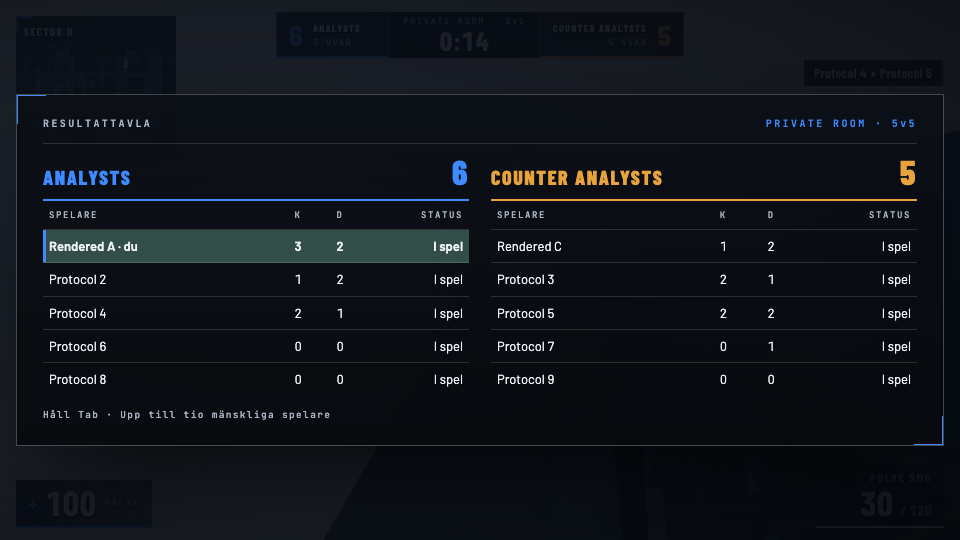 SECTOR H
6 ANALYSTS 5 KVAR
PRIVATE ROOM · 5v5
0:14
COUNTER ANALYSTS 5 KVAR 5
Protocol 4 › Protocol 5
RESULTATTAVLA
PRIVATE ROOM · 5v5
ANALYSTS 6
COUNTER ANALYSTS 5
SPELARE K D STATUS
SPELARE K D STATUS
Rendered A · du 3 2 I spel
Rendered C 1 2 I spel
Protocol 2 1 2 I spel
Protocol 3 2 1 I spel
Protocol 4 2 1 I spel
Protocol 5 2 2 I spel
Protocol 6 0 0 I spel
Protocol 7 0 1 I spel
Protocol 8 0 0 I spel
Protocol 9 0 0 I spel
Håll Tab · Upp till tio mänskliga spelare
+ 100 HÄLSA
PULSE SMG
30 / 120